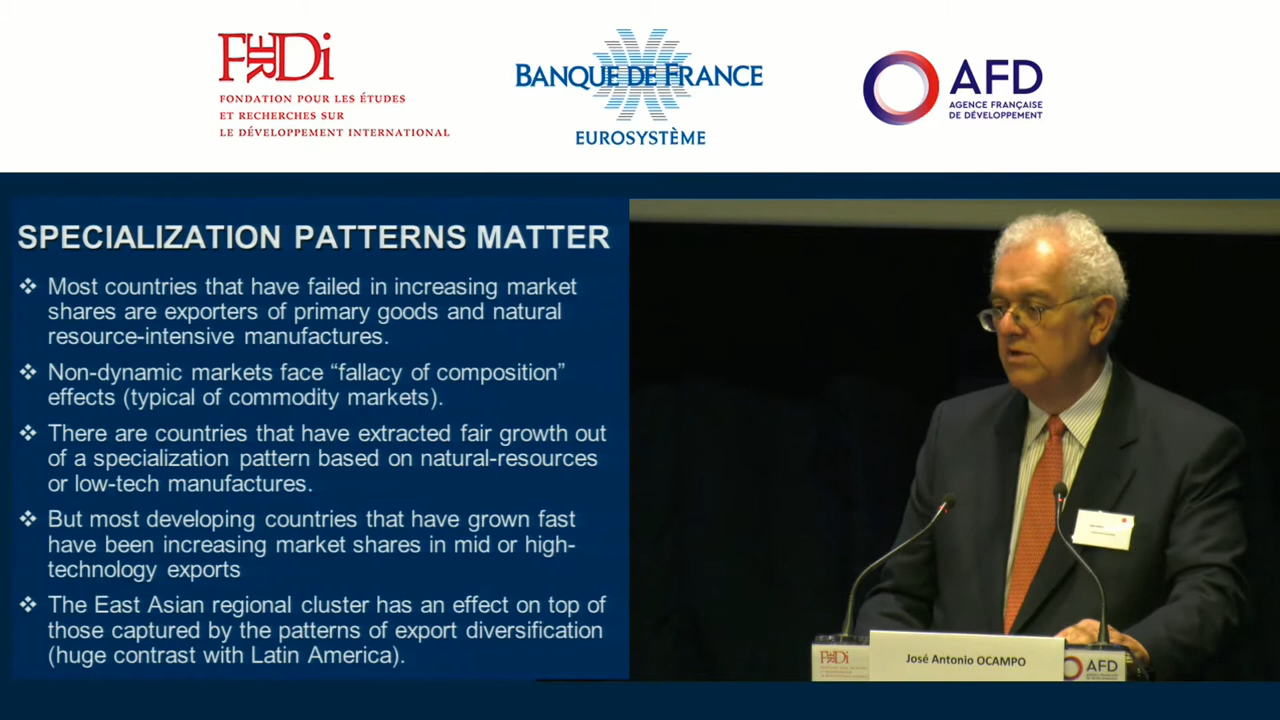 FERDi
FONDATION POUR LES ÉTUDES
ET RECHERCHES SUR
LE DÉVELOPPEMENT INTERNATIONAL
BANQUE DE FRANCE
EUROSYSTÈME
AFD
AGENCE FRANÇAISE
DE DÉVELOPPEMENT
SPECIALIZATION PATTERNS MATTER
❖ Most countries that have failed in increasing market
shares are exporters of primary goods and natural
resource-intensive manufactures.
❖ Non-dynamic markets face “fallacy of composition”
effects (typical of commodity markets).
❖ There are countries that have extracted fair growth out
of a specialization pattern based on natural-resources
or low-tech manufactures.
❖ But most developing countries that have grown fast
have been increasing market shares in mid or high-
technology exports
❖ The East Asian regional cluster has an effect on top of
those captured by the patterns of export diversification
(huge contrast with Latin America).
FERDi
José Antonio OCAMPO
AFD